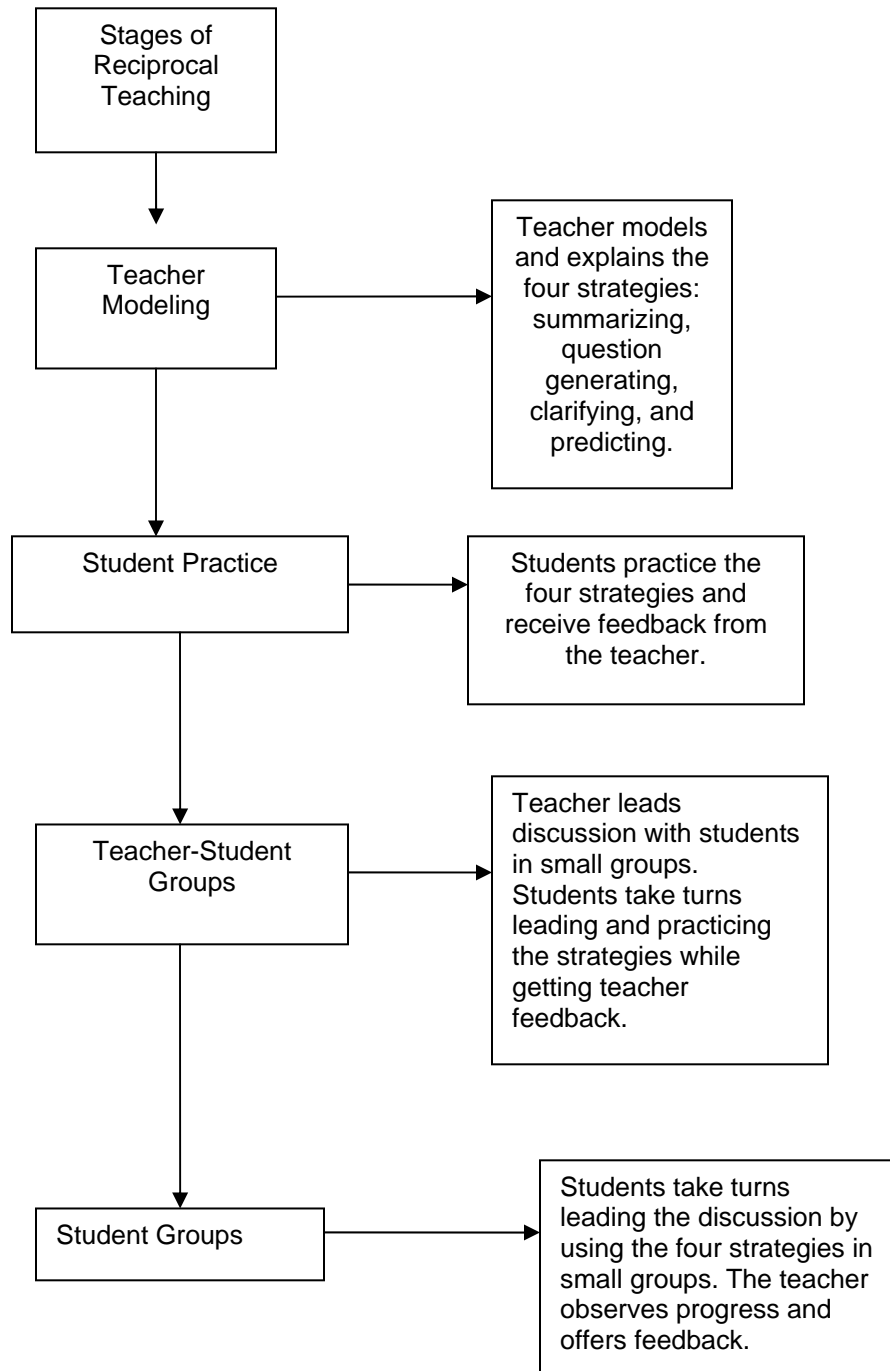 Stages of
Reciprocal
Teaching
Teacher
Modeling
Teacher models
and explains the
four strategies:
summarizing,
question
generating,
clarifying, and
predicting.
Student Practice
Students practice the
four strategies and
receive feedback from
the teacher.
Teacher-Student
Groups
Teacher leads
discussion with students
in small groups.
Students take turns
leading and practicing
the strategies while
getting teacher
feedback.
Student Groups
Students take turns
leading the discussion by
using the four strategies in
small groups. The teacher
observes progress and
offers feedback.